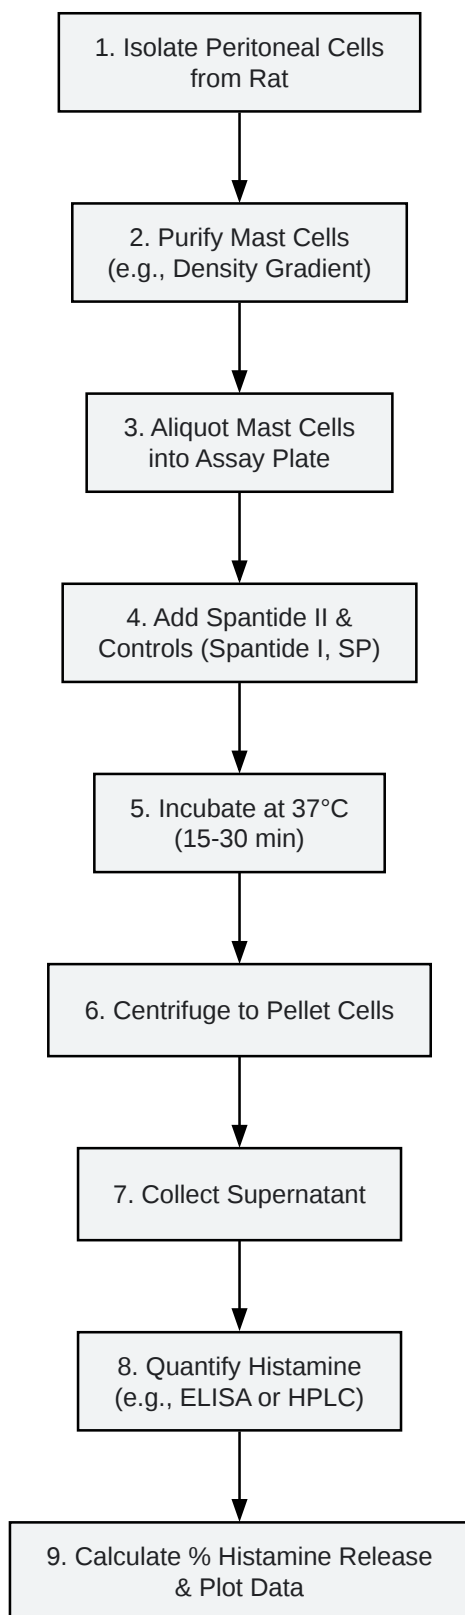 1. Isolate Peritoneal Cells
from Rat
2. Purify Mast Cells
(e.g., Density Gradient)
3. Aliquot Mast Cells
into Assay Plate
4. Add Spantide II &
Controls (Spantide I, SP)
5. Incubate at 37°C
(15-30 min)
6. Centrifuge to Pellet Cells
7. Collect Supernatant
8. Quantify Histamine
(e.g., ELISA or HPLC)
9. Calculate % Histamine Release
& Plot Data